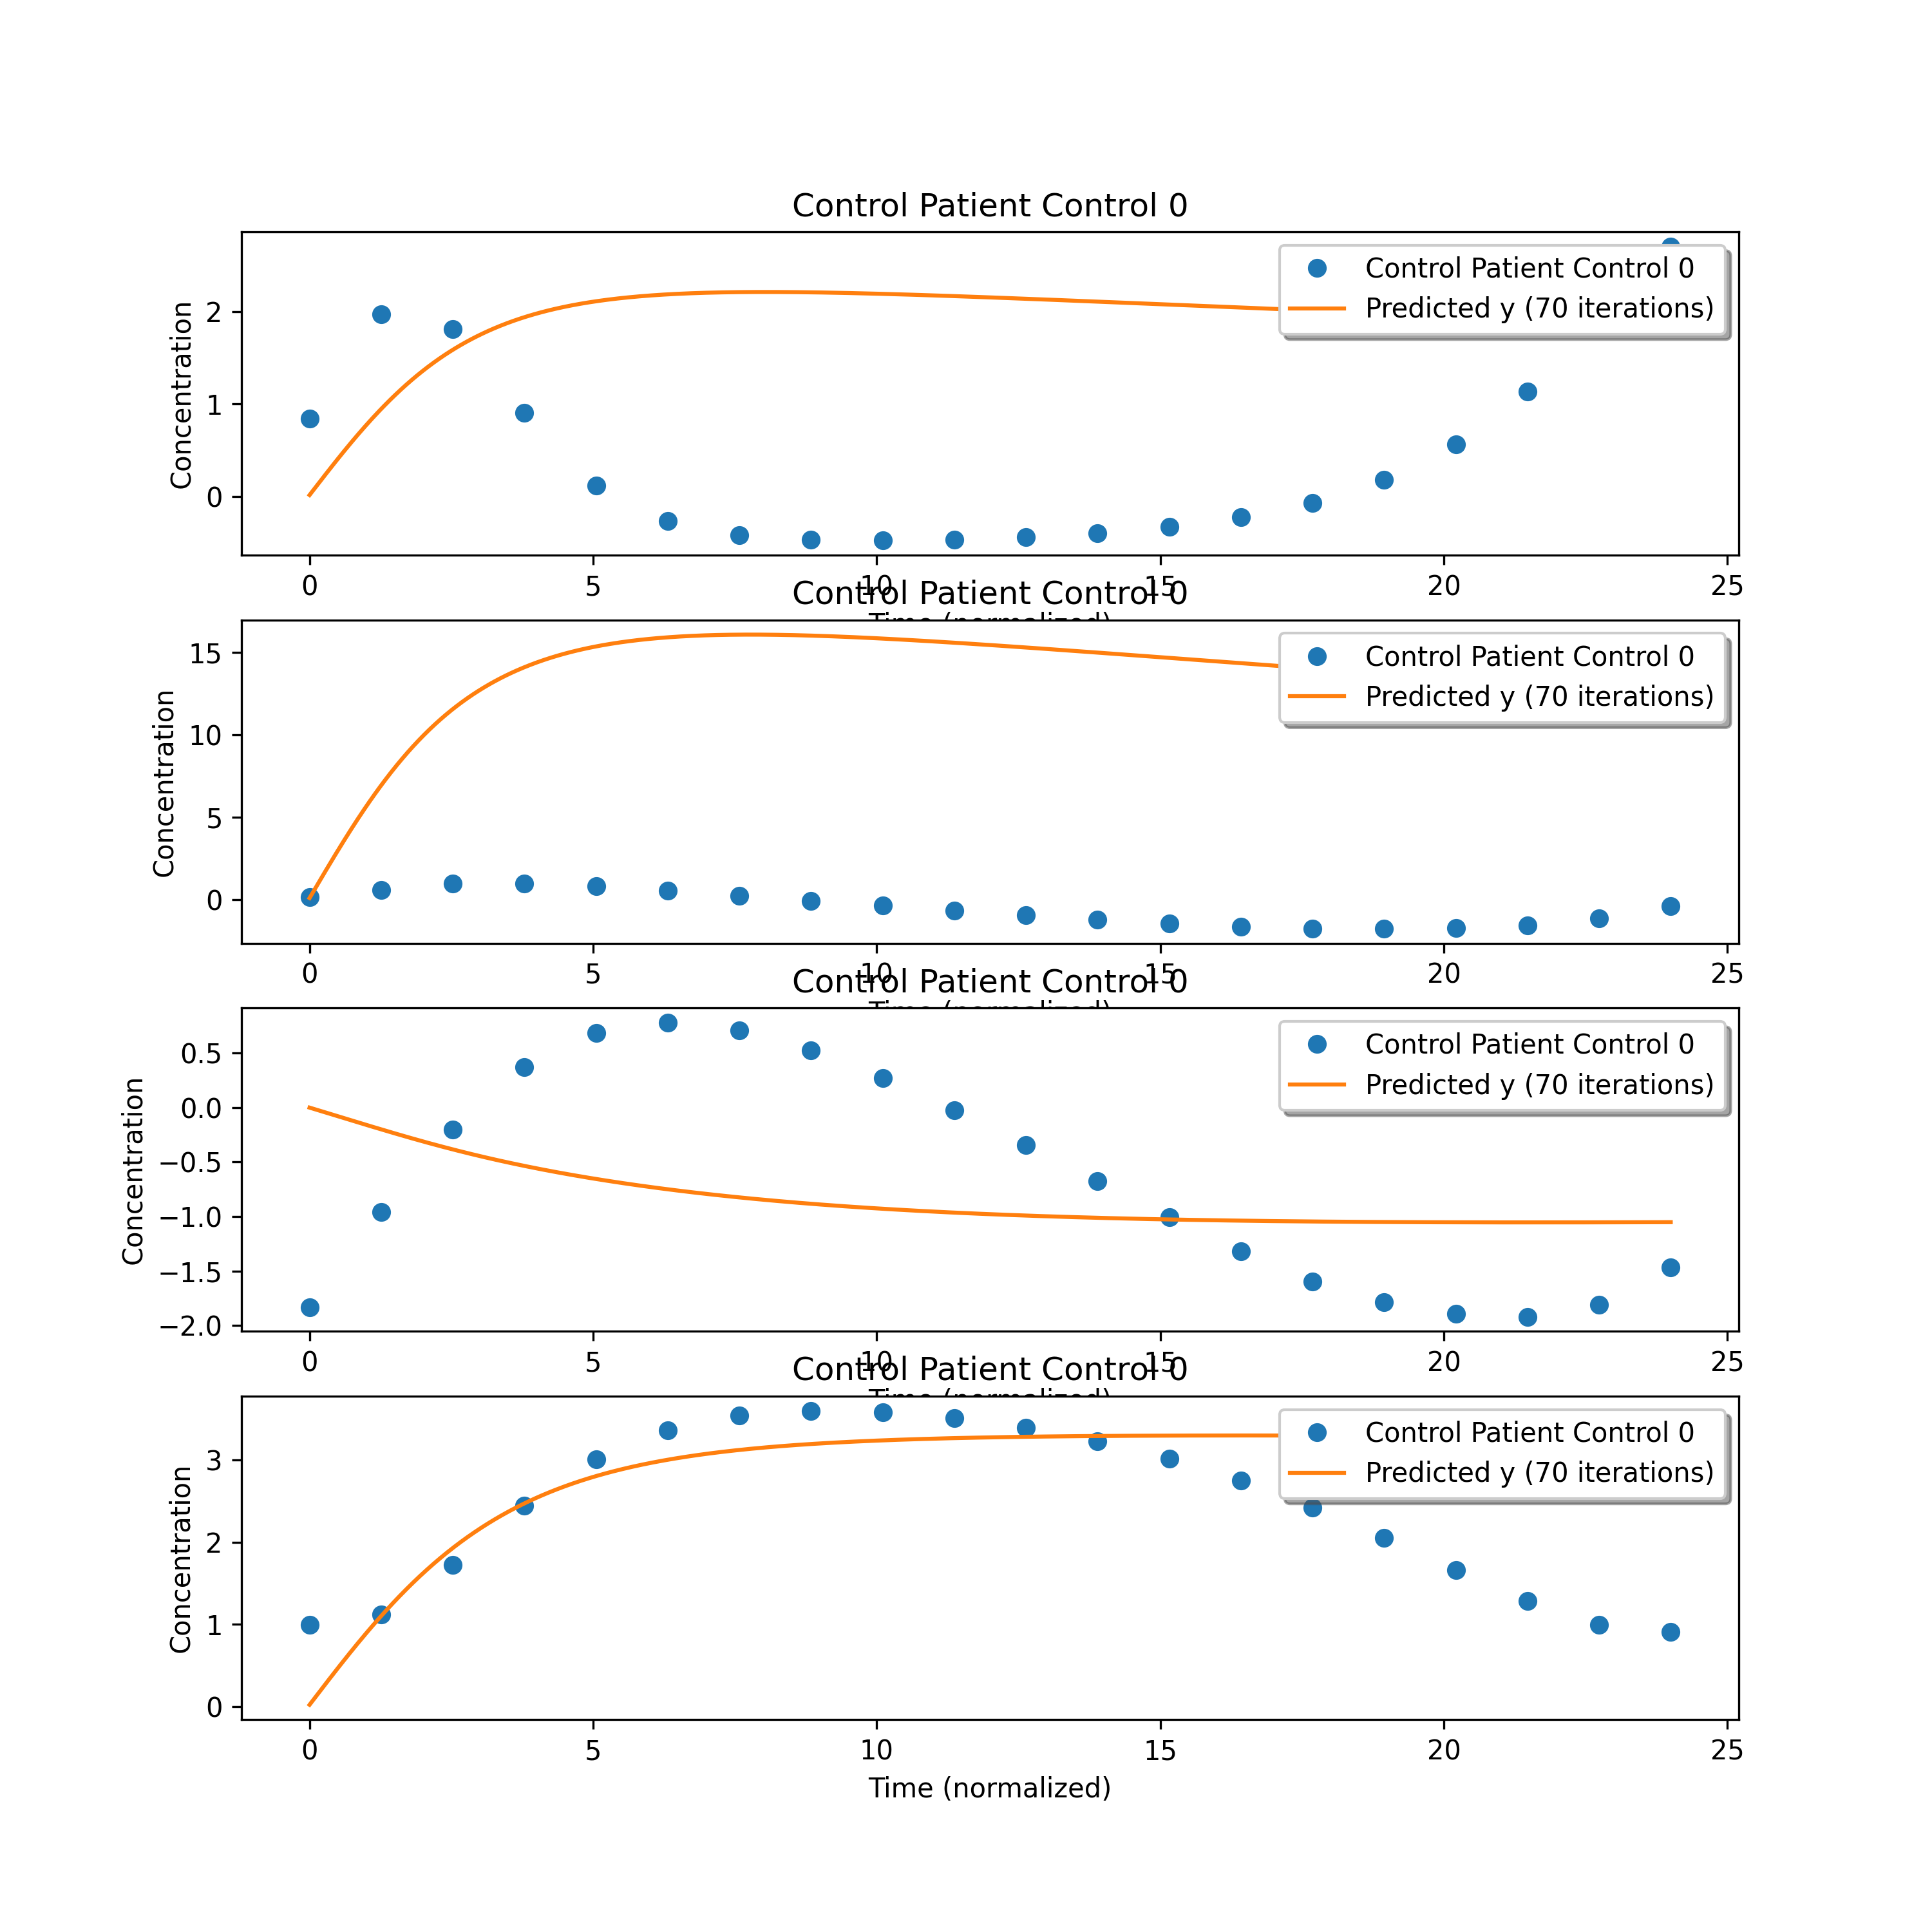 Control Patient Control 0
Concentration
2
1
0
Control Patient Control 0
Predicted y (70 iterations)
0 5 10 15 20 25
Control Patient Control 0
Concentration
15
10
5
0
Control Patient Control 0
Predicted y (70 iterations)
0 5 10 15 20 25
Control Patient Control 0
Concentration
0.5
0.0
−0.5
−1.0
−1.5
−2.0
Control Patient Control 0
Predicted y (70 iterations)
0 5 10 15 20 25
Control Patient Control 0
Concentration
3
2
1
0
Control Patient Control 0
Predicted y (70 iterations)
0 5 10 15 20 25
Time (normalized)